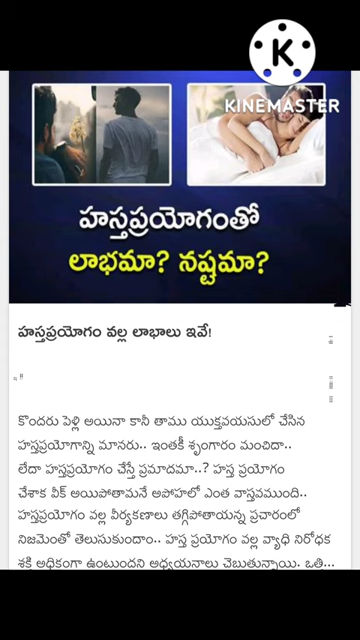 K
KINEMASTER
హస్తప్రయోగంతో
లాభమా? నష్టమా?
హస్తప్రయోగం వల్ల లాభాలు ఇవే!
కొందరు పెళ్లి అయినా కానీ తాము యుక్తవయసులో చేసిన
హస్తప్రయోగాన్ని మానరు.. ఇంతకీ శృంగారం మంచిదా..
లేదా హస్తప్రయోగం చేస్తే ప్రమాదమా..? హస్త ప్రయోగం
చేశాక వీక్ అయిపోతామనే అపోహలో ఎంత వాస్తవముంది..
హస్తప్రయోగం వల్ల వీర్యకణాలు తగ్గిపోతాయన్న ప్రచారంలో
నిజమెంతో తెలుసుకుందాం.. హస్త ప్రయోగం వల్ల వ్యాధి నిరోధక
శక్తి అధికంగా ఉంటుందని అధ్యయనాలు చెబుతున్నాయి. ఒత్తి...